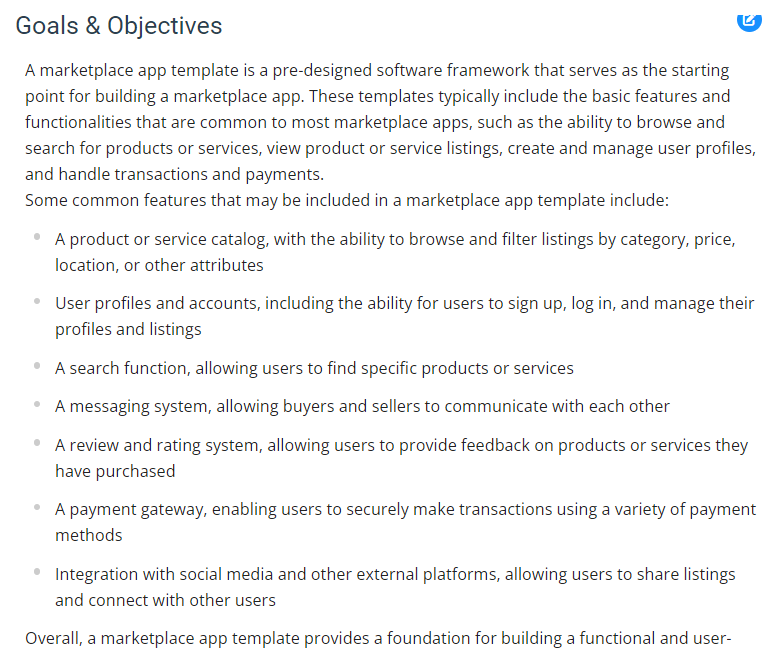 Goals & Objectives
A marketplace app template is a pre-designed software framework that serves as the starting
point for building a marketplace app. These templates typically include the basic features and
functionalities that are common to most marketplace apps, such as the ability to browse and
search for products or services, view product or service listings, create and manage user profiles,
and handle transactions and payments.
Some common features that may be included in a marketplace app template include:
A product or service catalog, with the ability to browse and filter listings by category, price,
location, or other attributes
User profiles and accounts, including the ability for users to sign up, log in, and manage their
profiles and listings
A search function, allowing users to find specific products or services
A messaging system, allowing buyers and sellers to communicate with each other
A review and rating system, allowing users to provide feedback on products or services they
have purchased
A payment gateway, enabling users to securely make transactions using a variety of payment
methods
Integration with social media and other external platforms, allowing users to share listings
and connect with other users
Overall, a marketplace app template provides a foundation for building a functional and user-